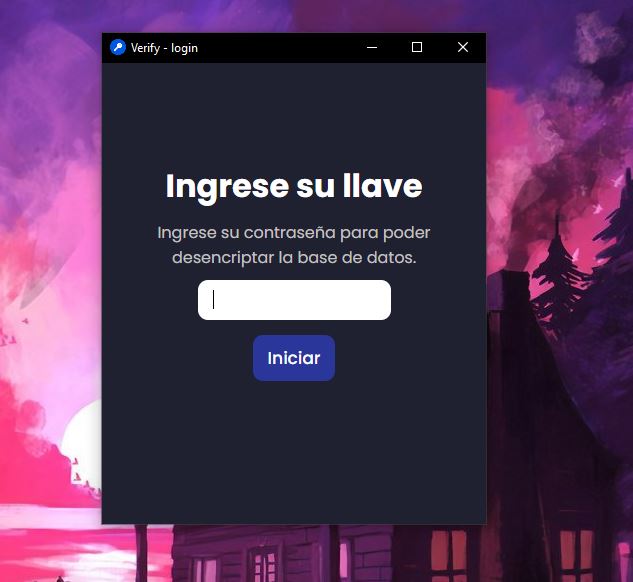 Verify - login
Ingrese su llave
Ingrese su contraseña para poder
desencriptar la base de datos.
Iniciar